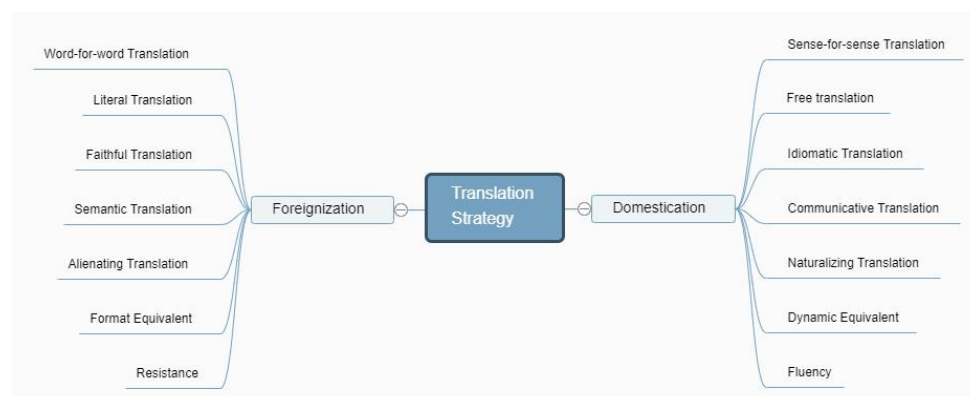 Word-for-word Translation
Literal Translation
Faithful Translation
Semantic Translation
Alienating Translation
Format Equivalent
Resistance
Foreignization
Translation
Strategy
Domestication
Sense-for-sense Translation
Free translation
Idiomatic Translation
Communicative Translation
Naturalizing Translation
Dynamic Equivalent
Fluency